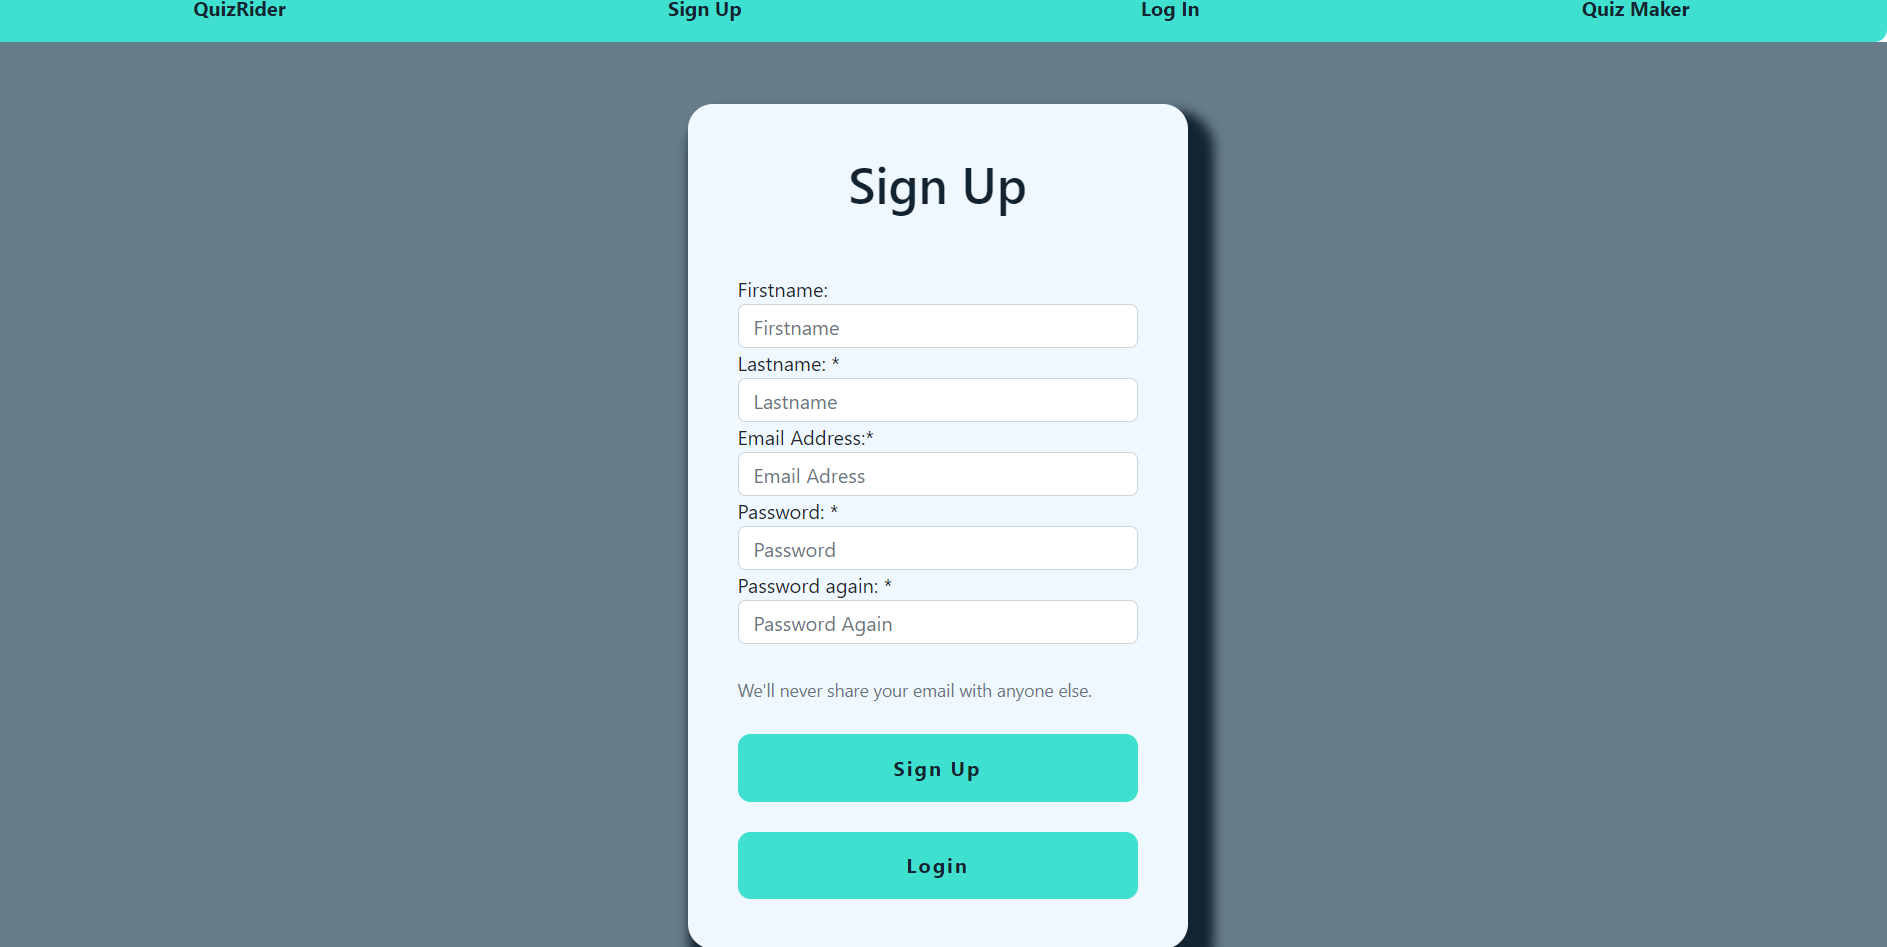 QuizRider Sign Up Log In Quiz Maker
Sign Up
Firstname:
Firstname
Lastname: *
Lastname
Email Address:*
Email Adress
Password: *
Password
Password again: *
Password Again
We'll never share your email with anyone else.
Sign Up
Login